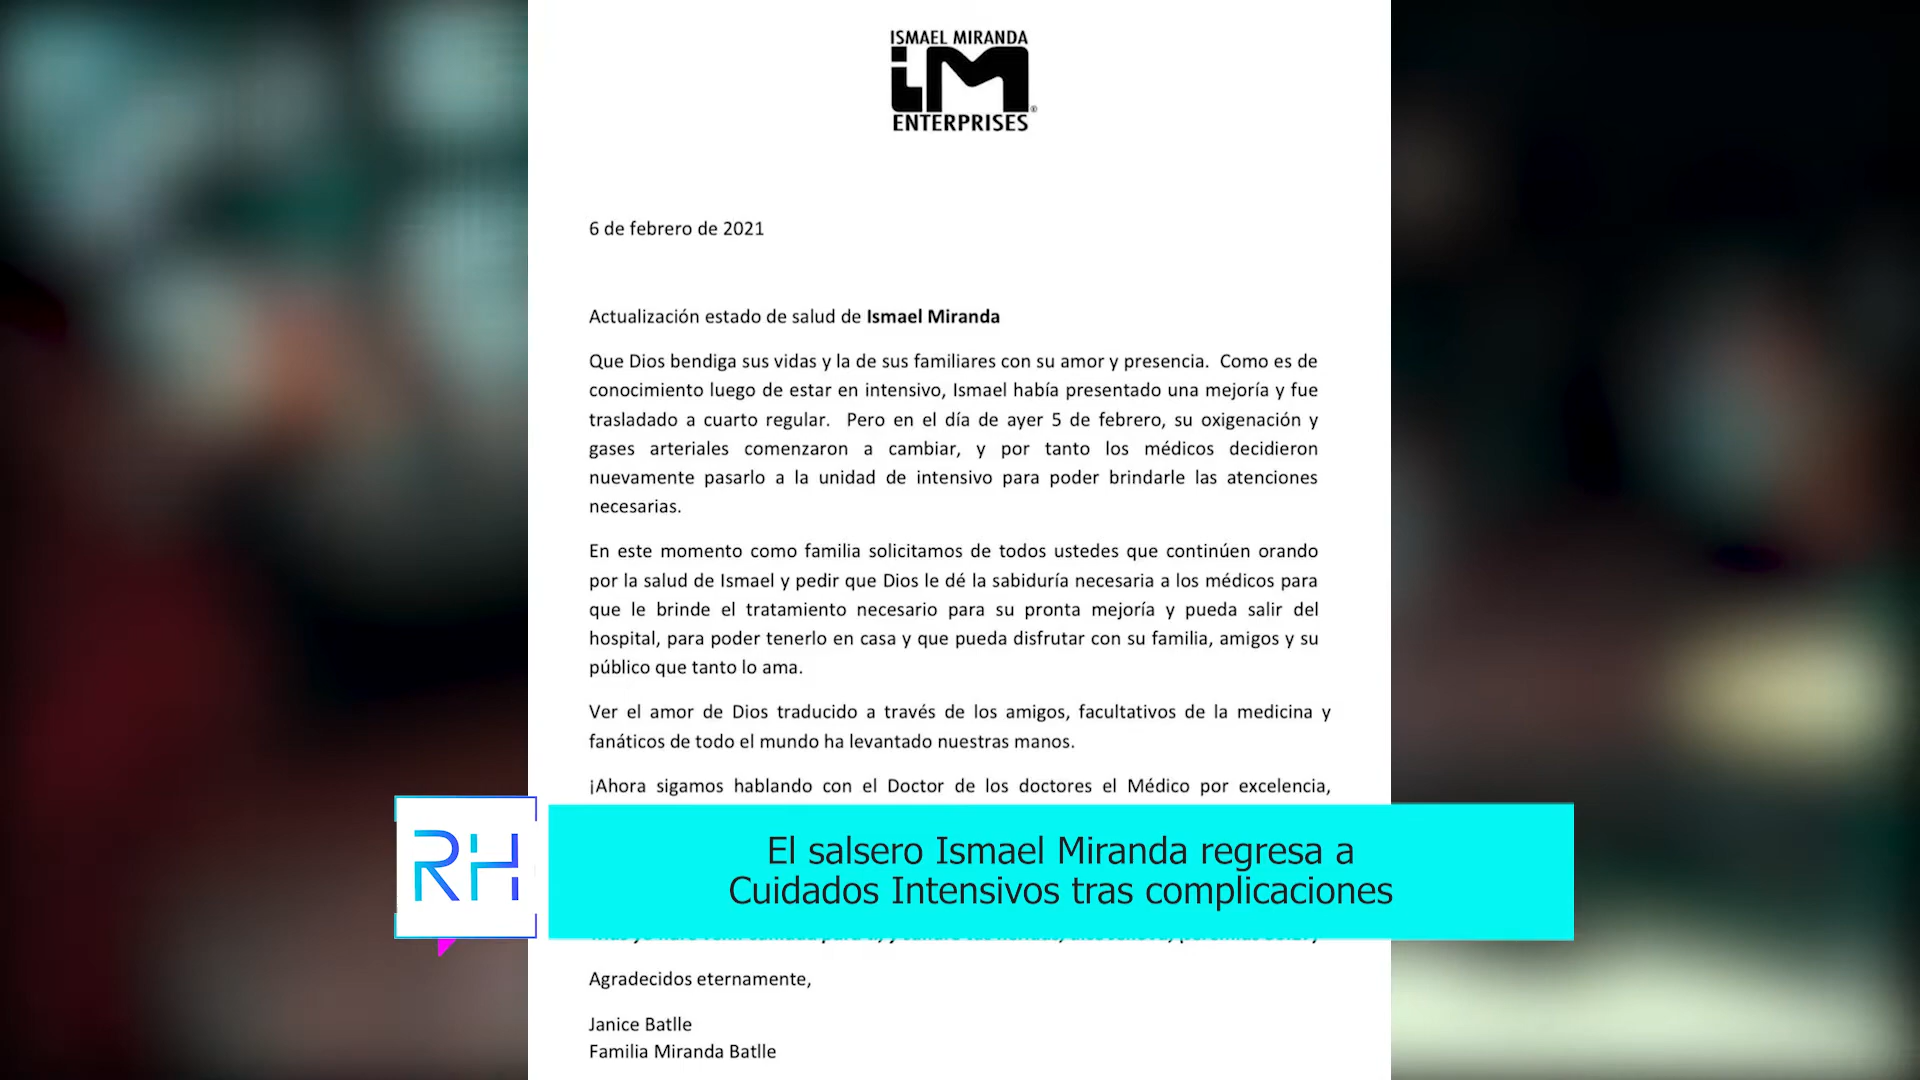 ISMAEL MIRANDA
iM
ENTERPRISES
6 de febrero de 2021
Actualización estado de salud de Ismael Miranda
Que Dios bendiga sus vidas y la de sus familiares con su amor y presencia. Como es de
conocimiento luego de estar en intensivo, Ismael había presentado una mejoría y fue
trasladado a cuarto regular. Pero en el día de ayer 5 de febrero, su oxigenación y
gases arteriales comenzaron a cambiar, y por tanto los médicos decidieron
nuevamente pasarlo a la unidad de intensivo para poder brindarle las atenciones
necesarias.
En este momento como familia solicitamos de todos ustedes que continúen orando
por la salud de Ismael y pedir que Dios le dé la sabiduría necesaria a los médicos para
que le brinde el tratamiento necesario para su pronta mejoría y pueda salir del
hospital, para poder tenerlo en casa y que pueda disfrutar con su familia, amigos y su
público que tanto lo ama.
Ver el amor de Dios traducido a través de los amigos, facultativos de la medicina y
fanáticos de todo el mundo ha levantado nuestras manos.
¡Ahora sigamos hablando con el Doctor de los doctores el Médico por excelencia,
RH
El salsero Ismael Miranda regresa a
Cuidados Intensivos tras complicaciones
Agradecidos eternamente,
Janice Batlle
Familia Miranda Batlle